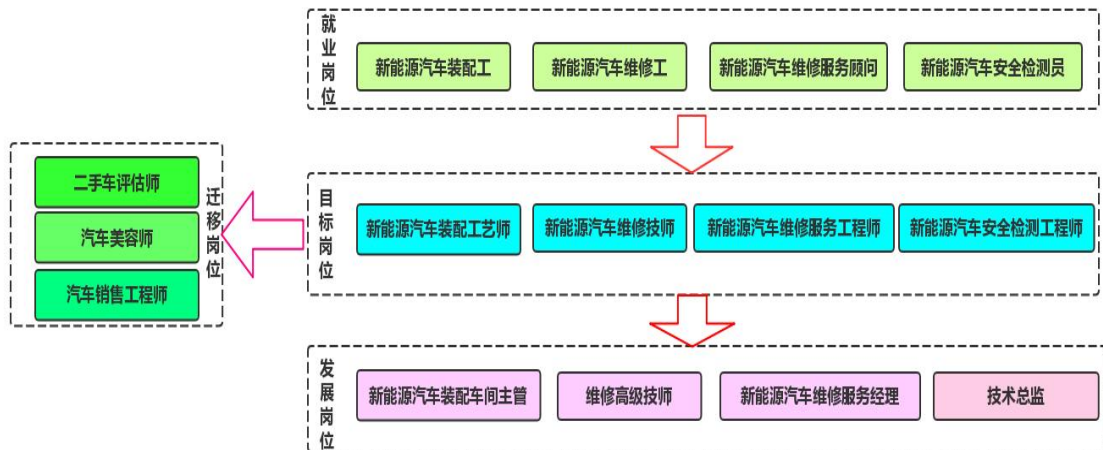 就业岗位
新能源汽车装配工
新能源汽车维修工
新能源汽车维修服务顾问
新能源汽车安全检测员
二手车评估师
汽车美容师
汽车销售工程师
迁移岗位
目标岗位
新能源汽车装配工艺师
新能源汽车维修技师
新能源汽车维修服务工程师
新能源汽车安全检测工程师
发展岗位
新能源汽车装配车间主管
维修高级技师
新能源汽车维修服务经理
技术总监